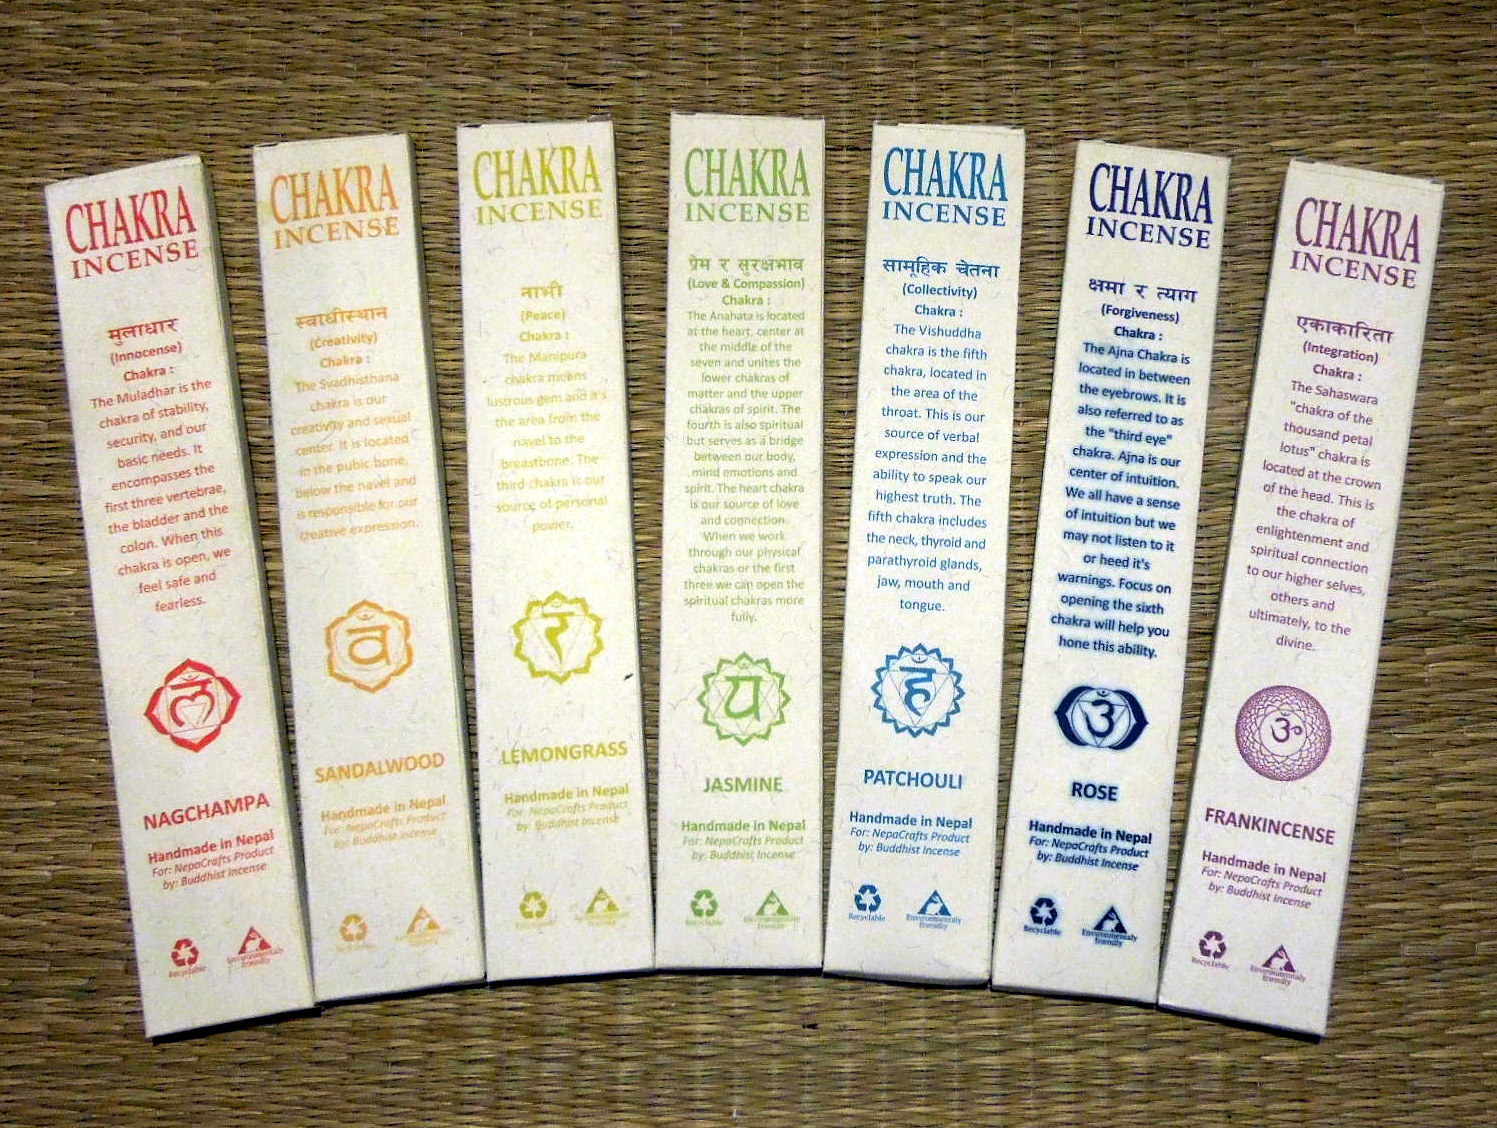 CHAKRA
INCENSE
मुलाधार
(Innocense)
Chakra :
The Muladhar is the
chakra of stability,
security, and our
basic needs. It
encompasses the
first three vertebrae,
the bladder and the
colon. When this
chakra is open, we
feel safe and
fearless.
ल
NAGCHAMPA
Handmade in Nepal
For: NepaCrafts Product
by: Buddhist Incense
Recyclable
Environmentaly
friendly
CHAKRA
INCENSE
स्वाधीस्थान
(Creativity)
Chakra :
The Svadhisthana
chakra is our
creativity and sexual
center. It is located
in the pubic bone,
below the navel and
is responsible for our
creative expression.
व
SANDALWOOD
Handmade in Nepal
For: NepaCrafts Product
by: Buddhist Incense
Recyclable
Environmentaly
friendly
CHAKRA
INCENSE
नाभी
(Peace)
Chakra :
The Manipura
chakra means
lustrous gem and it's
the area from the
navel to the
breastbone. The
third chakra is our
source of personal
power.
र
LEMONGRASS
Handmade in Nepal
For: NepaCrafts Product
by: Buddhist Incense
Recyclable
Environmentaly
friendly
CHAKRA
INCENSE
प्रेम र सुरक्षंभाव
(Love & Compassion)
Chakra :
The Anahata is located
at the heart, center at
the middle of the
seven and unites the
lower chakras of
matter and the upper
chakras of spirit. The
fourth is also spiritual
but serves as a bridge
between our body,
mind emotions and
spirit. The heart chakra
is our source of love
and connection.
When we work
through our physical
chakras or the first
three we can open the
spiritual chakras more
fully.
य
JASMINE
Handmade in Nepal
For: NepaCrafts Product
by: Buddhist Incense
Recyclable
Environmentaly
friendly
CHAKRA
INCENSE
सामूहिक चेतना
(Collectivity)
Chakra :
The Vishuddha
chakra is the fifth
chakra, located in
the area of the
throat. This is our
source of verbal
expression and the
ability to speak our
highest truth. The
fifth chakra includes
the neck, thyroid and
parathyroid glands,
jaw, mouth and
tongue.
ह
PATCHOULI
Handmade in Nepal
For: NepaCrafts Product
by: Buddhist Incense
Recyclable
Environmentaly
friendly
CHAKRA
INCENSE
क्षमा र त्याग
(Forgiveness)
Chakra :
The Ajna Chakra is
located in between
the eyebrows. It is
also referred to as
the "third eye"
chakra. Ajna is our
center of intuition.
We all have a sense
of intuition but we
may not listen to it
or heed it's
warnings. Focus on
opening the sixth
chakra will help you
hone this ability.
ॐ
ROSE
Handmade in Nepal
For: NepaCrafts Product
by: Buddhist Incense
Recyclable
Environmentaly
friendly
CHAKRA
INCENSE
एकाकारिता
(Integration)
Chakra :
The Sahaswara
"chakra of the
thousand petal
lotus" chakra is
located at the crown
of the head. This is
the chakra of
enlightenment and
spiritual connection
to our higher selves,
others and
ultimately, to the
divine.
ॐ
FRANKINCENSE
Handmade in Nepal
For: NepaCrafts Product
by: Buddhist Incense
Recyclable
Environmentaly
friendly